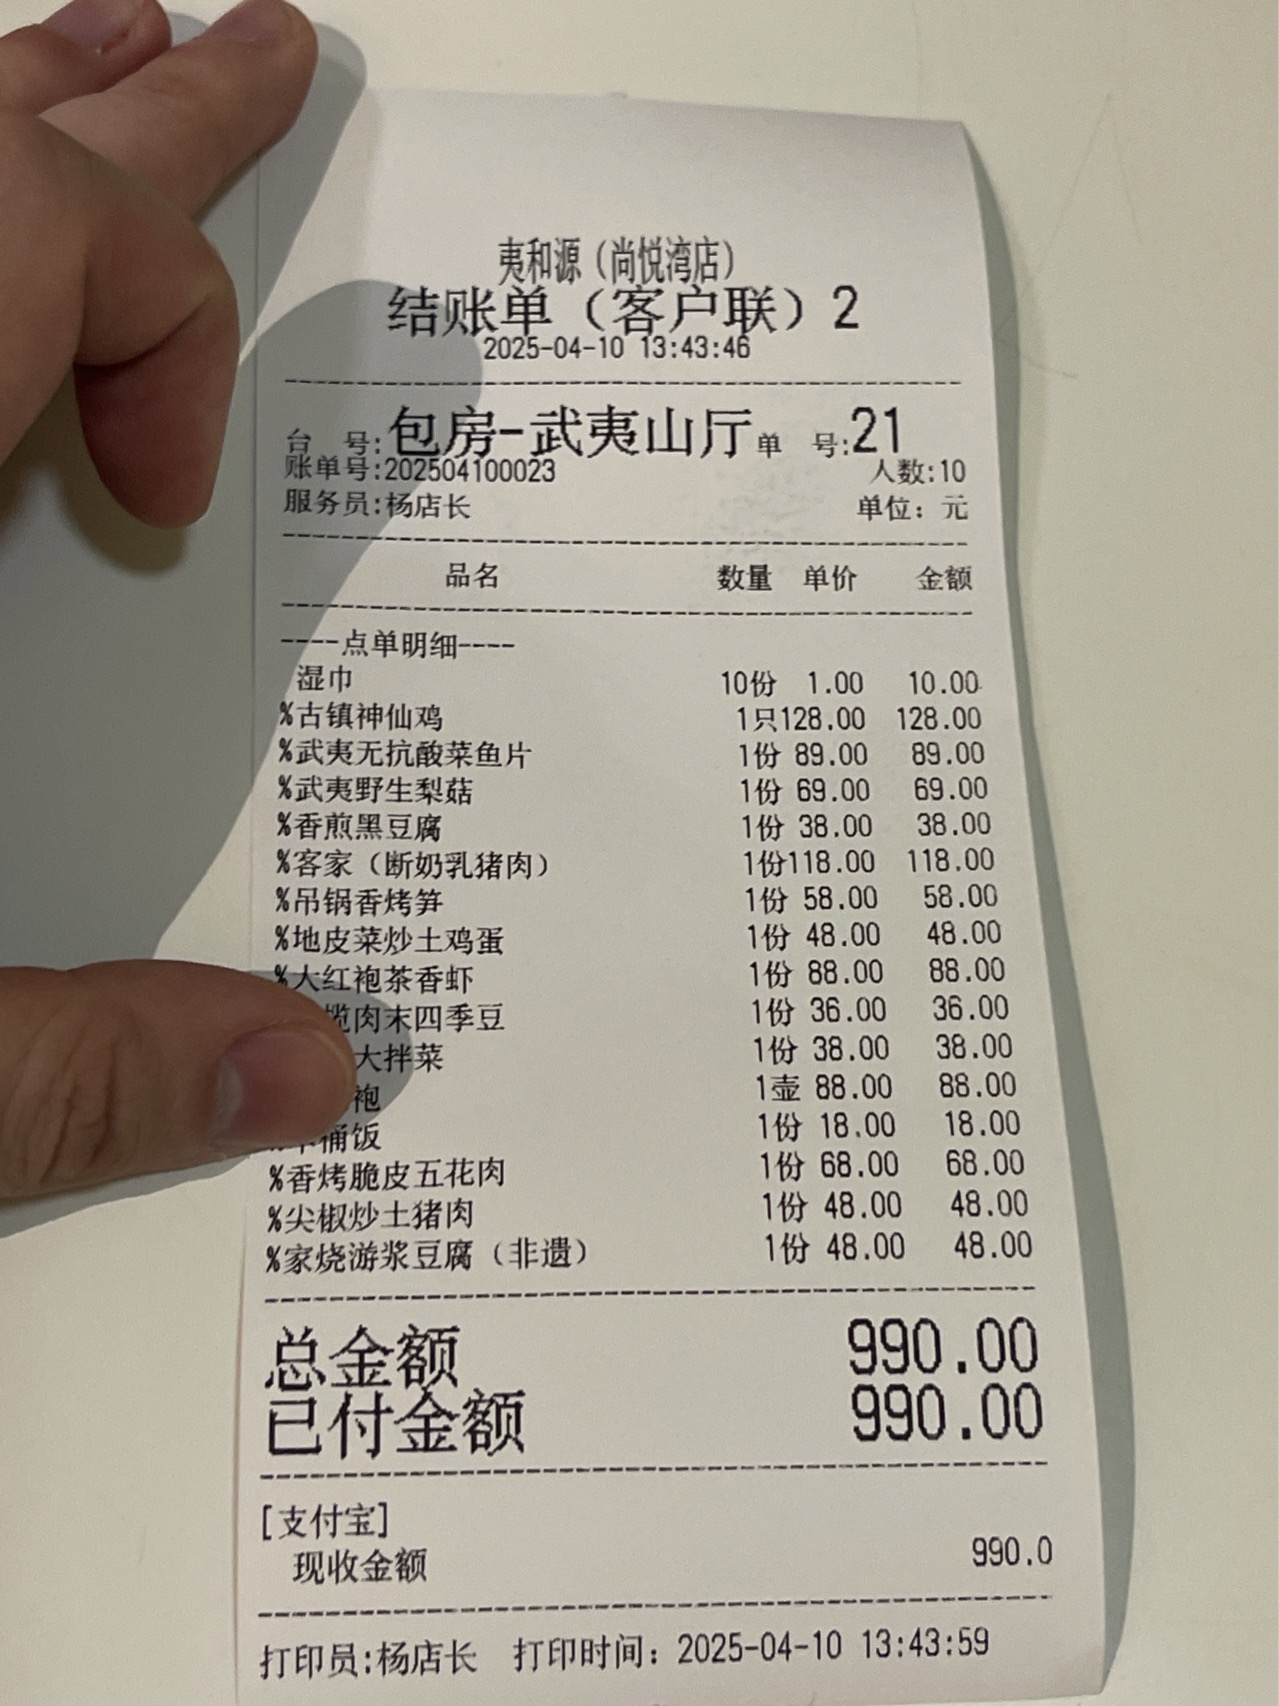 夷和源（尚悦湾店）
结账单（客户联）2
2025-04-10 13:43:46
台 号:包房-武夷山厅 单 号:21
账单号:202504100023 人数:10
服务员:杨店长 单位：元
品名 数量 单价 金额
----点单明细----
湿巾 10份 1.00 10.00
%古镇神仙鸡 1只128.00 128.00
%武夷无抗酸菜鱼片 1份 89.00 89.00
%武夷野生梨菇 1份 69.00 69.00
%香煎黑豆腐 1份 38.00 38.00
%客家（断奶乳猪肉） 1份118.00 118.00
%吊锅香烤笋 1份 58.00 58.00
%地皮菜炒土鸡蛋 1份 48.00 48.00
%大红袍茶香虾 1份 88.00 88.00
榄肉末四季豆 1份 36.00 36.00
大拌菜 1份 38.00 38.00
袍 1壶 88.00 88.00
桶饭 1份 18.00 18.00
%香烤脆皮五花肉 1份 68.00 68.00
%尖椒炒土猪肉 1份 48.00 48.00
%家烧游浆豆腐（非遗） 1份 48.00 48.00
总金额 990.00
已付金额 990.00
[支付宝]
现收金额 990.0
打印员:杨店长 打印时间：2025-04-10 13:43:59